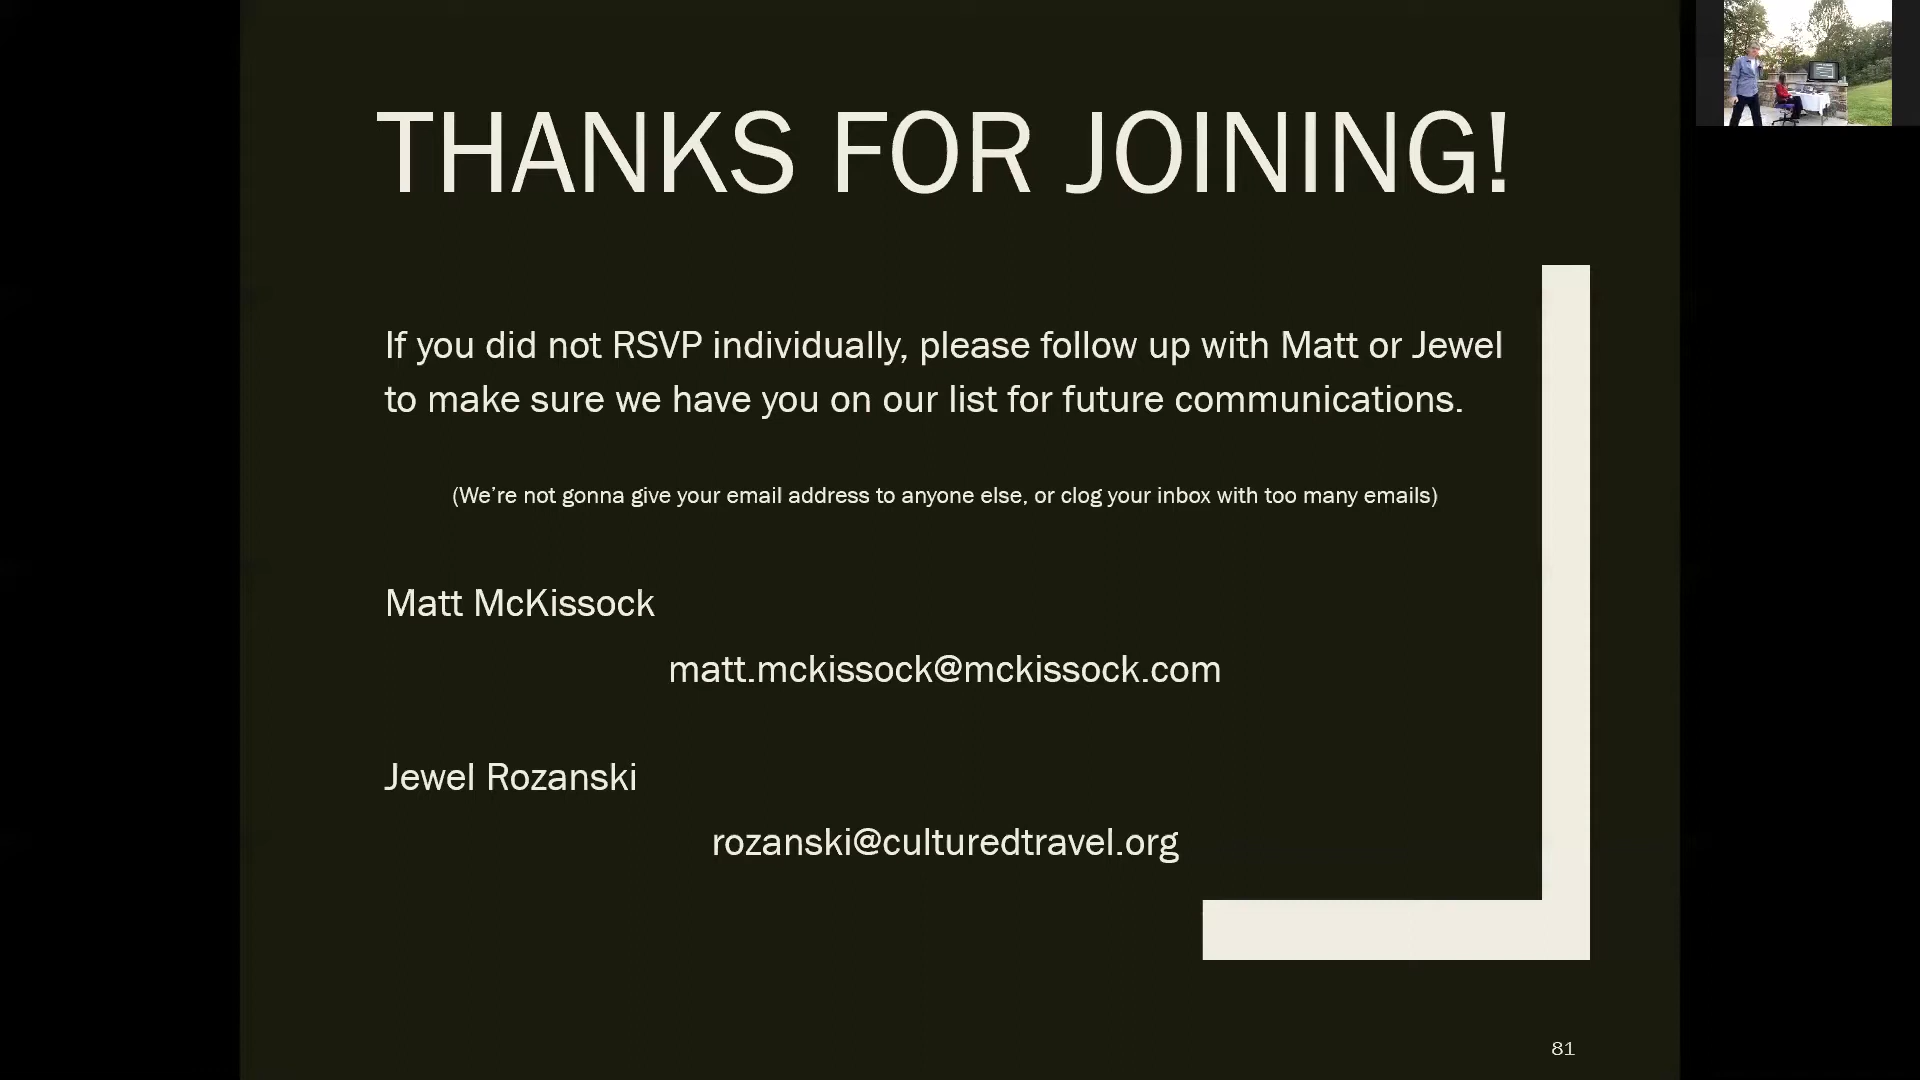 THANKS FOR JOINING!
If you did not RSVP individually, please follow up with Matt or Jewel
to make sure we have you on our list for future communications.
(We’re not gonna give your email address to anyone else, or clog your inbox with too many emails)
Matt McKissock
matt.mckissock@mckissock.com
Jewel Rozanski
rozanski@culturedtravel.org
81